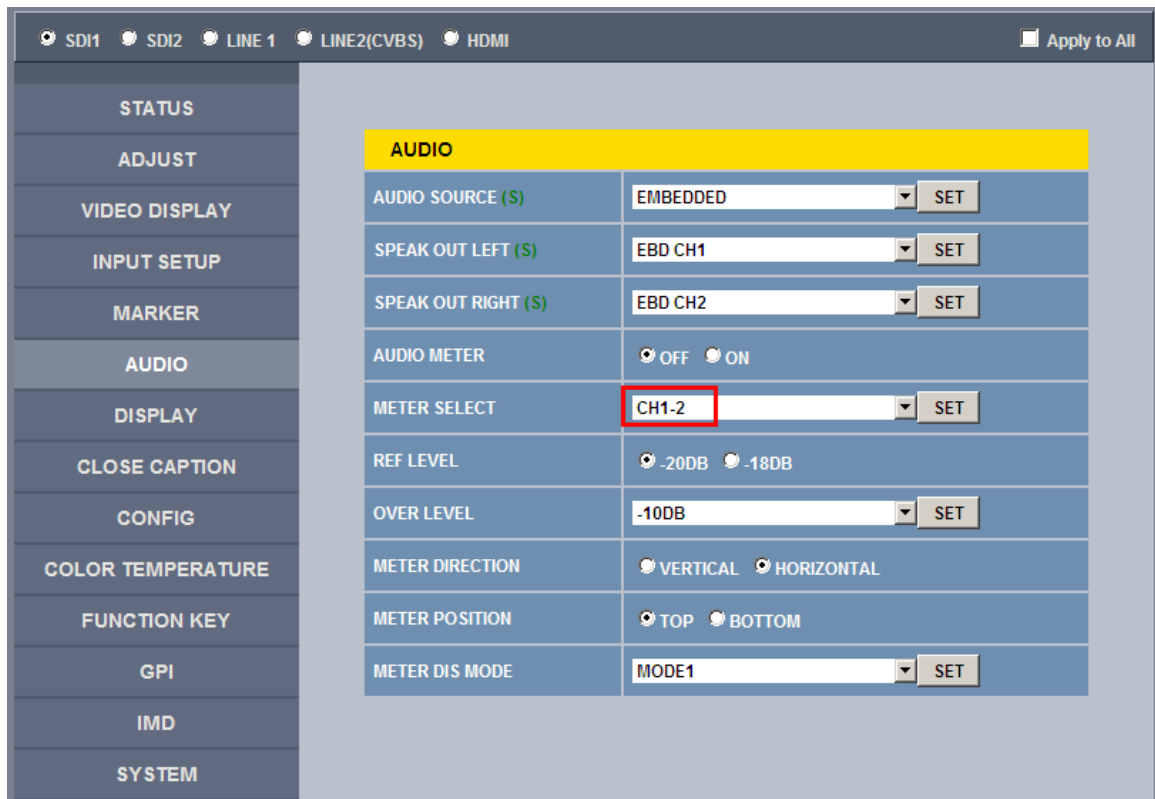 SDI1 SDI2 LINE 1 LINE2(CVBS) HDMI Apply to All
STATUS
ADJUST
VIDEO DISPLAY
INPUT SETUP
MARKER
AUDIO
DISPLAY
CLOSE CAPTION
CONFIG
COLOR TEMPERATURE
FUNCTION KEY
GPI
IMD
SYSTEM
AUDIO
AUDIO SOURCE (S) EMBEDDED SET
SPEAK OUT LEFT (S) EBD CH1 SET
SPEAK OUT RIGHT (S) EBD CH2 SET
AUDIO METER OFF ON
METER SELECT CH1-2 SET
REF LEVEL -20DB -18DB
OVER LEVEL -10DB SET
METER DIRECTION VERTICAL HORIZONTAL
METER POSITION TOP BOTTOM
METER DIS MODE MODE1 SET